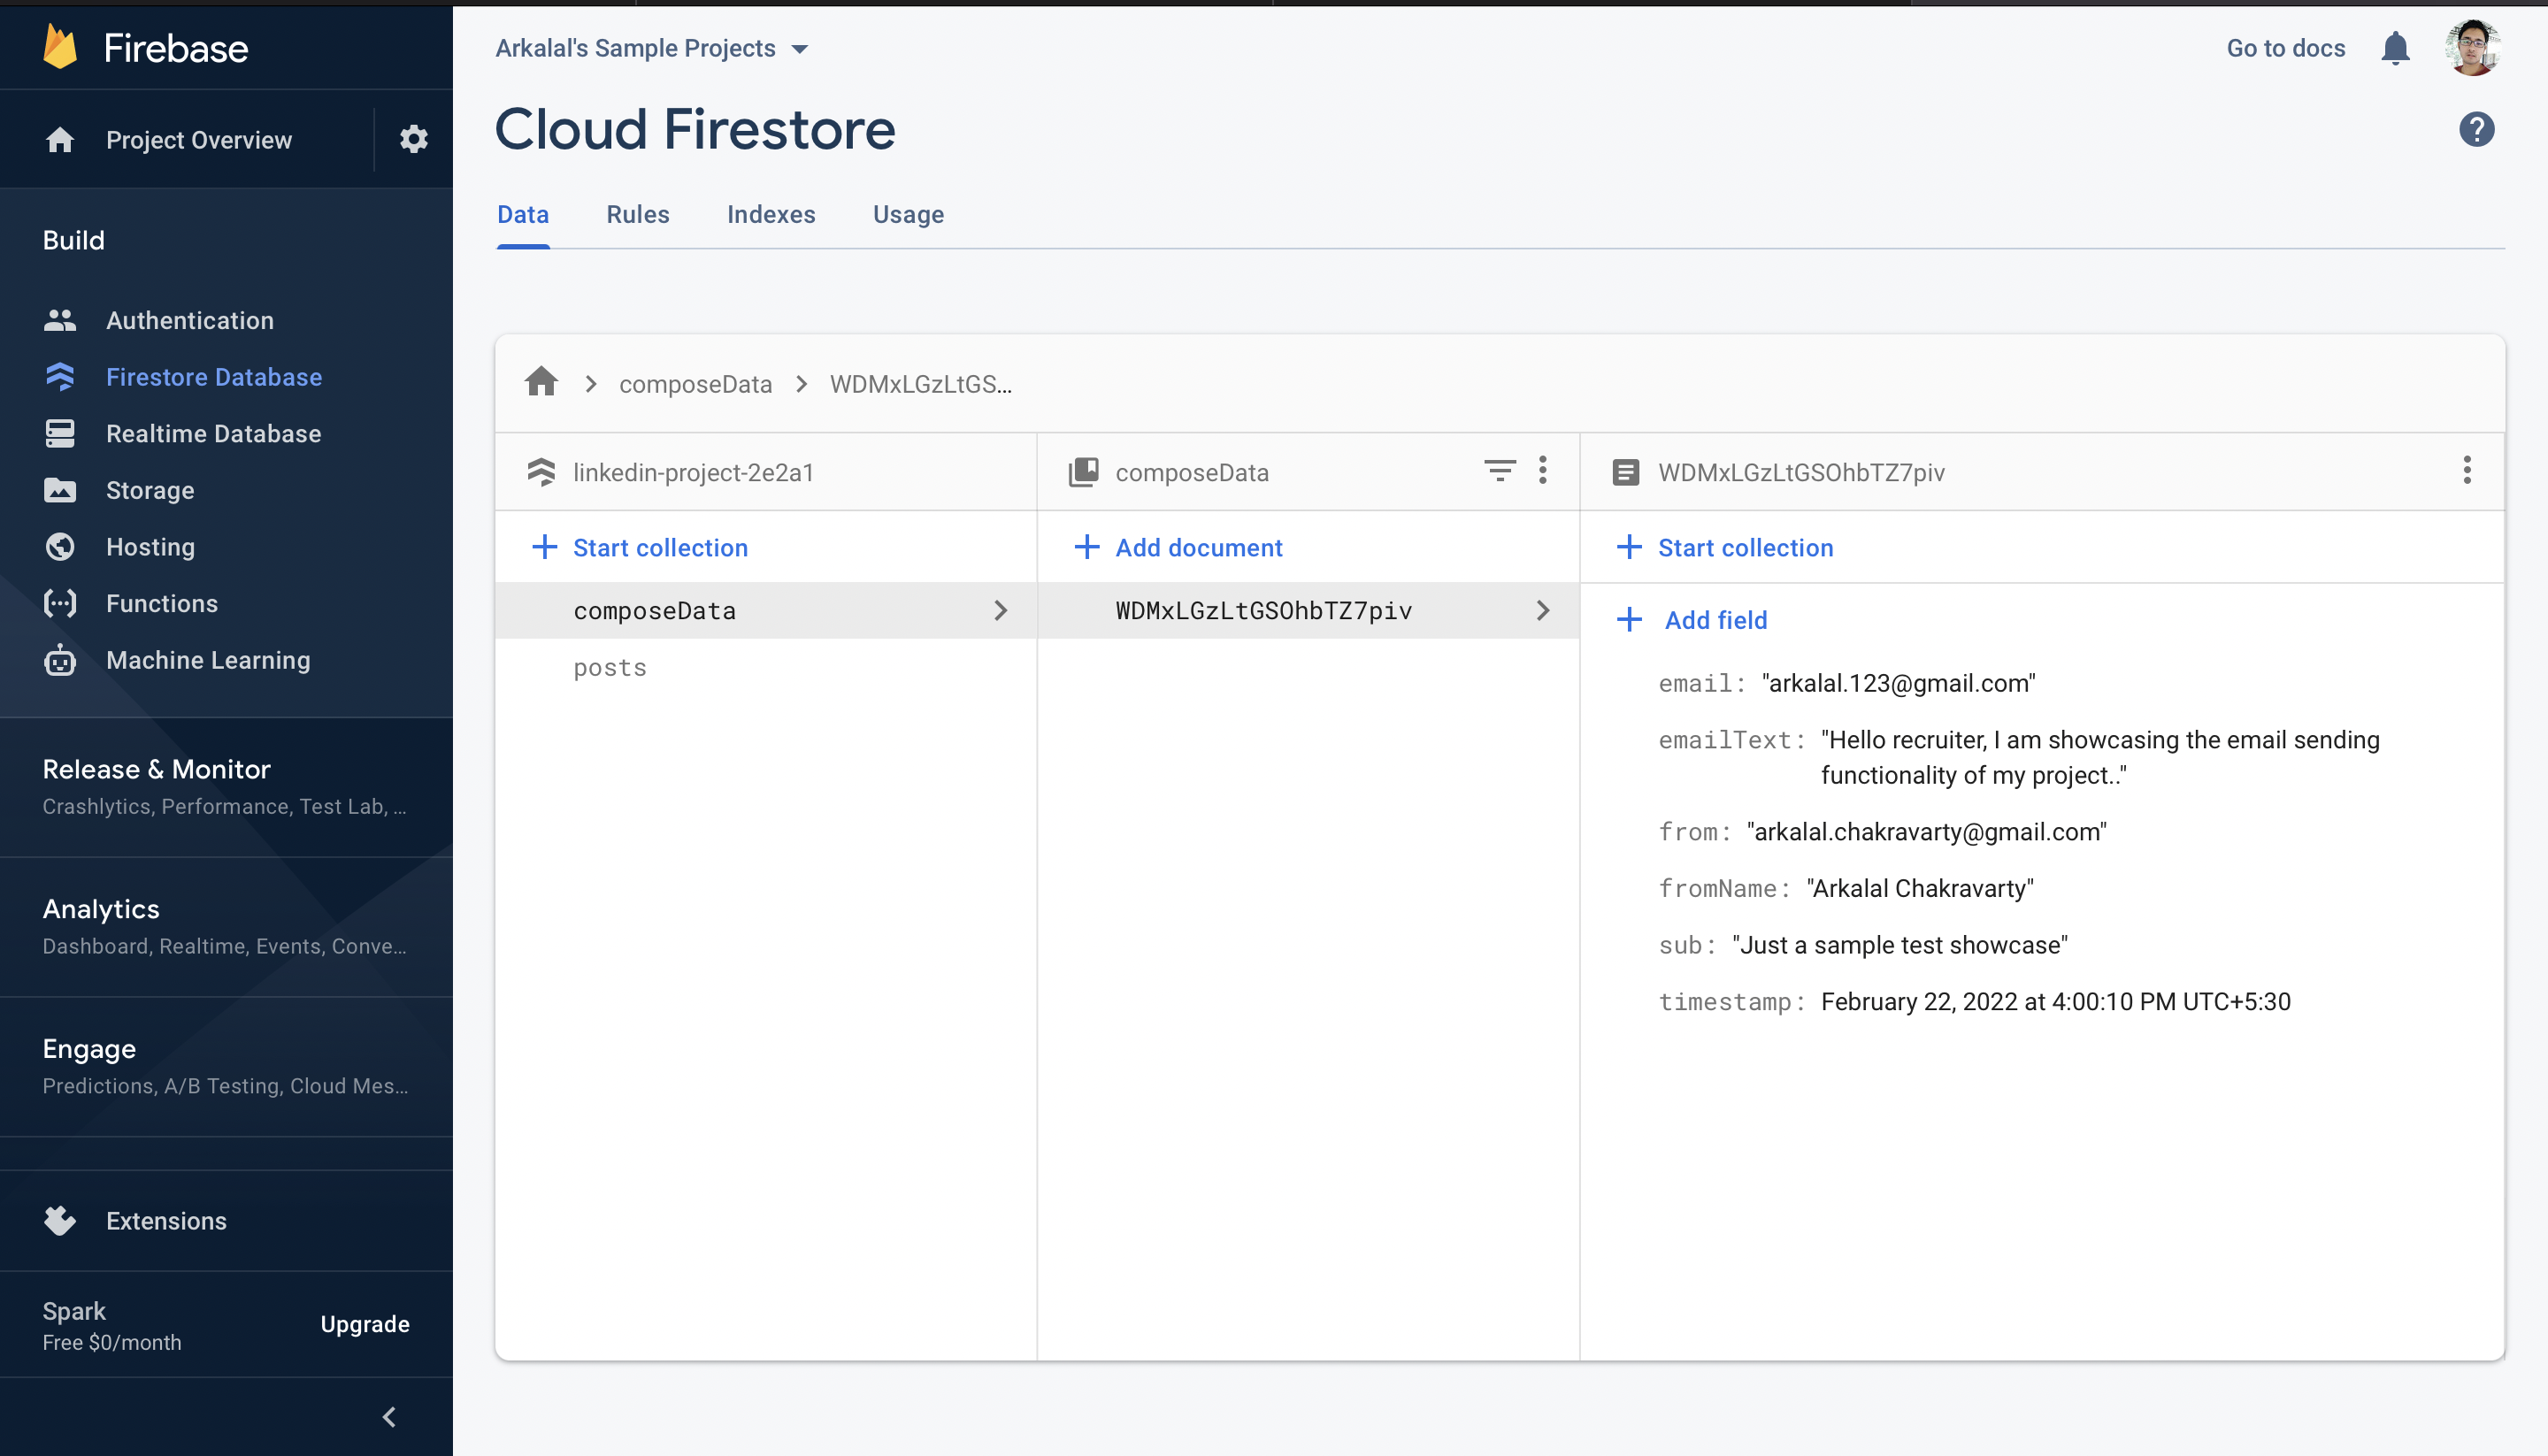 Firebase
Project Overview
Build
Authentication
Firestore Database
Realtime Database
Storage
Hosting
Functions
Machine Learning
Release & Monitor
Crashlytics, Performance, Test Lab, ...
Analytics
Dashboard, Realtime, Events, Conve...
Engage
Predictions, A/B Testing, Cloud Mes...
Extensions
Spark
Free $0/month
Upgrade
Arkalal's Sample Projects
Go to docs
Cloud Firestore
Data Rules Indexes Usage
composeData WDMxLGzLtGS...
linkedin-project-2e2a1
Start collection
composeData
posts
composeData
Add document
WDMxLGzLtGSOhbTZ7piv
WDMxLGzLtGSOhbTZ7piv
Start collection
Add field
email: "arkalal.123@gmail.com"
emailText: "Hello recruiter, I am showcasing the email sending
functionality of my project.."
from: "arkalal.chakravarty@gmail.com"
fromName: "Arkalal Chakravarty"
sub: "Just a sample test showcase"
timestamp: February 22, 2022 at 4:00:10 PM UTC+5:30